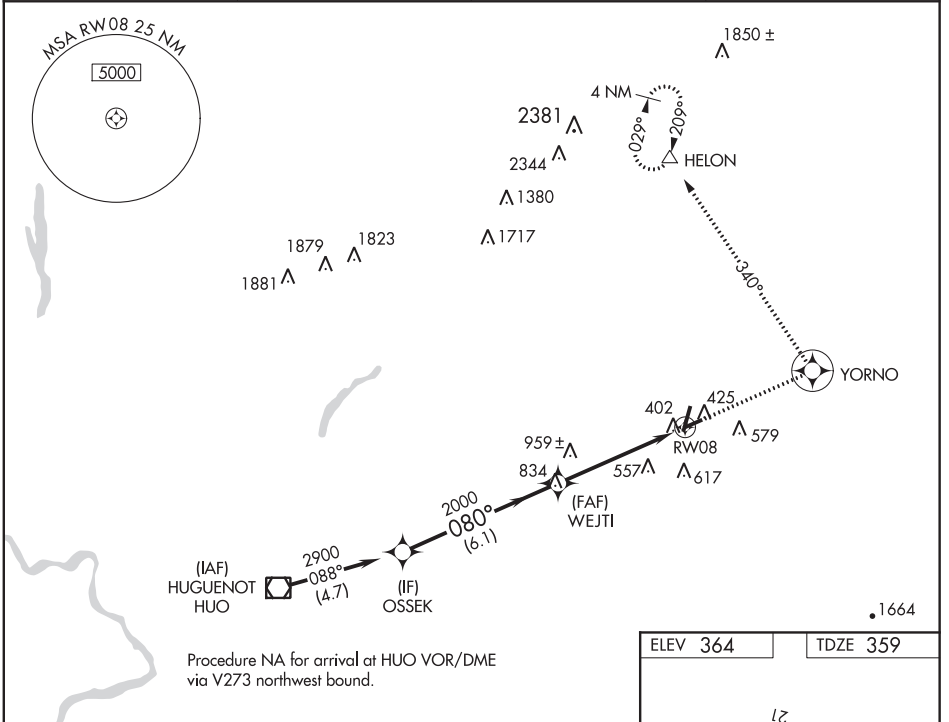 MSA RW08 25 NM
5000
1850 ±
4 NM
029°
209°
HELON
2381
2344
1380
1717
1823
1879
1881
340°
YORNO
402
425
579
RW08
557
617
959 ±
834
(FAF)
WEJTI
2000
080°
(6.1)
2900
088°
(4.7)
(IAF)
HUGUENOT
HUO
(IF)
OSSEK
1664
Procedure NA for arrival at HUO VOR/DME
via V273 northwest bound.
ELEV 364
TDZE 359
21